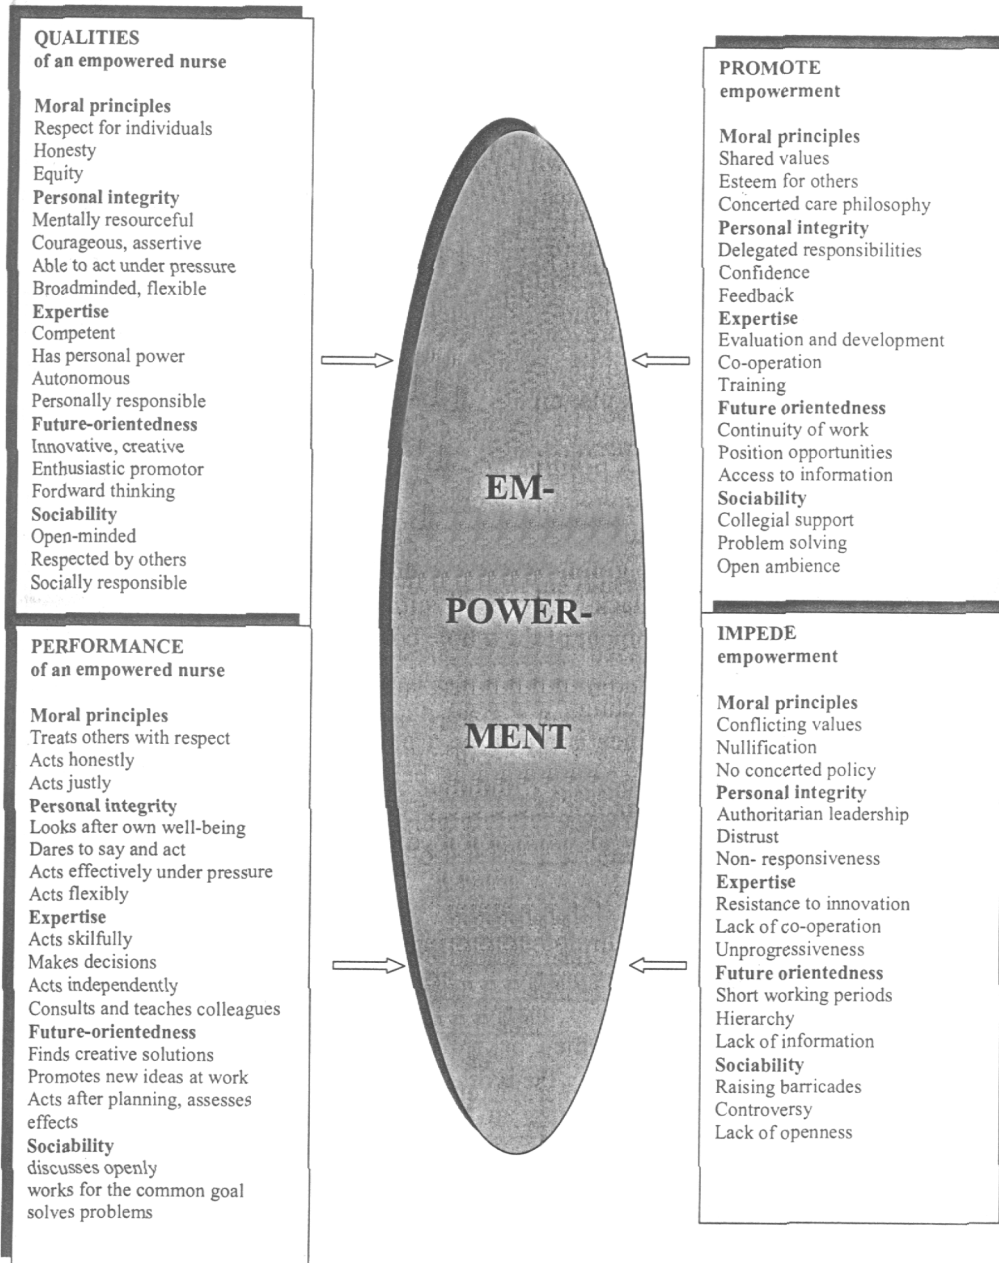 QUALITIES
of an empowered nurse
Moral principles
Respect for individuals
Honesty
Equity
Personal integrity
Mentally resourceful
Courageous, assertive
Able to act under pressure
Broadminded, flexible
Expertise
Competent
Has personal power
Autonomous
Personally responsible
Future-orientedness
Innovative, creative
Enthusiastic promotor
Fordward thinking
Sociability
Open-minded
Respected by others
Socially responsible
PERFORMANCE
of an empowered nurse
Moral principles
Treats others with respect
Acts honestly
Acts justly
Personal integrity
Looks after own well-being
Dares to say and act
Acts effectively under pressure
Acts flexibly
Expertise
Acts skilfully
Makes decisions
Acts independently
Consults and teaches colleagues
Future-orientedness
Finds creative solutions
Promotes new ideas at work
Acts after planning, assesses
effects
Sociability
discusses openly
works for the common goal
solves problems
EM-
POWER-
MENT
PROMOTE
empowerment
Moral principles
Shared values
Esteem for others
Concerted care philosophy
Personal integrity
Delegated responsibilities
Confidence
Feedback
Expertise
Evaluation and development
Co-operation
Training
Future orientedness
Continuity of work
Position opportunities
Access to information
Sociability
Collegial support
Problem solving
Open ambience
IMPEDE
empowerment
Moral principles
Conflicting values
Nullification
No concerted policy
Personal integrity
Authoritarian leadership
Distrust
Non- responsiveness
Expertise
Resistance to innovation
Lack of co-operation
Unprogressiveness
Future orientedness
Short working periods
Hierarchy
Lack of information
Sociability
Raising barricades
Controversy
Lack of openness